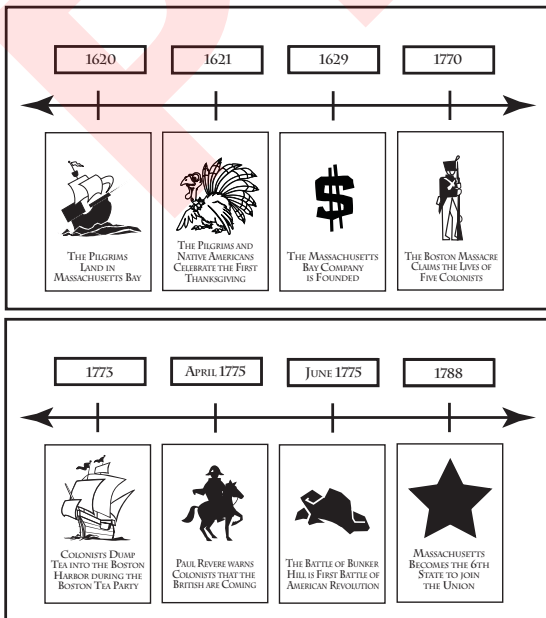 1620
1621
1629
1770
The Pilgrims
Land in
Massachusetts Bay
The Pilgrims and
Native Americans
Celebrate the First
Thanksgiving
$
The Massachusetts
Bay Company
is Founded
The Boston Massacre
Claims the Lives of
Five Colonists
1773
April 1775
June 1775
1788
Colonists Dump
Tea into the Boston
Harbor during the
Boston Tea Party
Paul Revere warns
Colonists that the
British are Coming
The Battle of Bunker
Hill is First Battle of
American Revolution
Massachusetts
Becomes the 6th
State to join
the Union